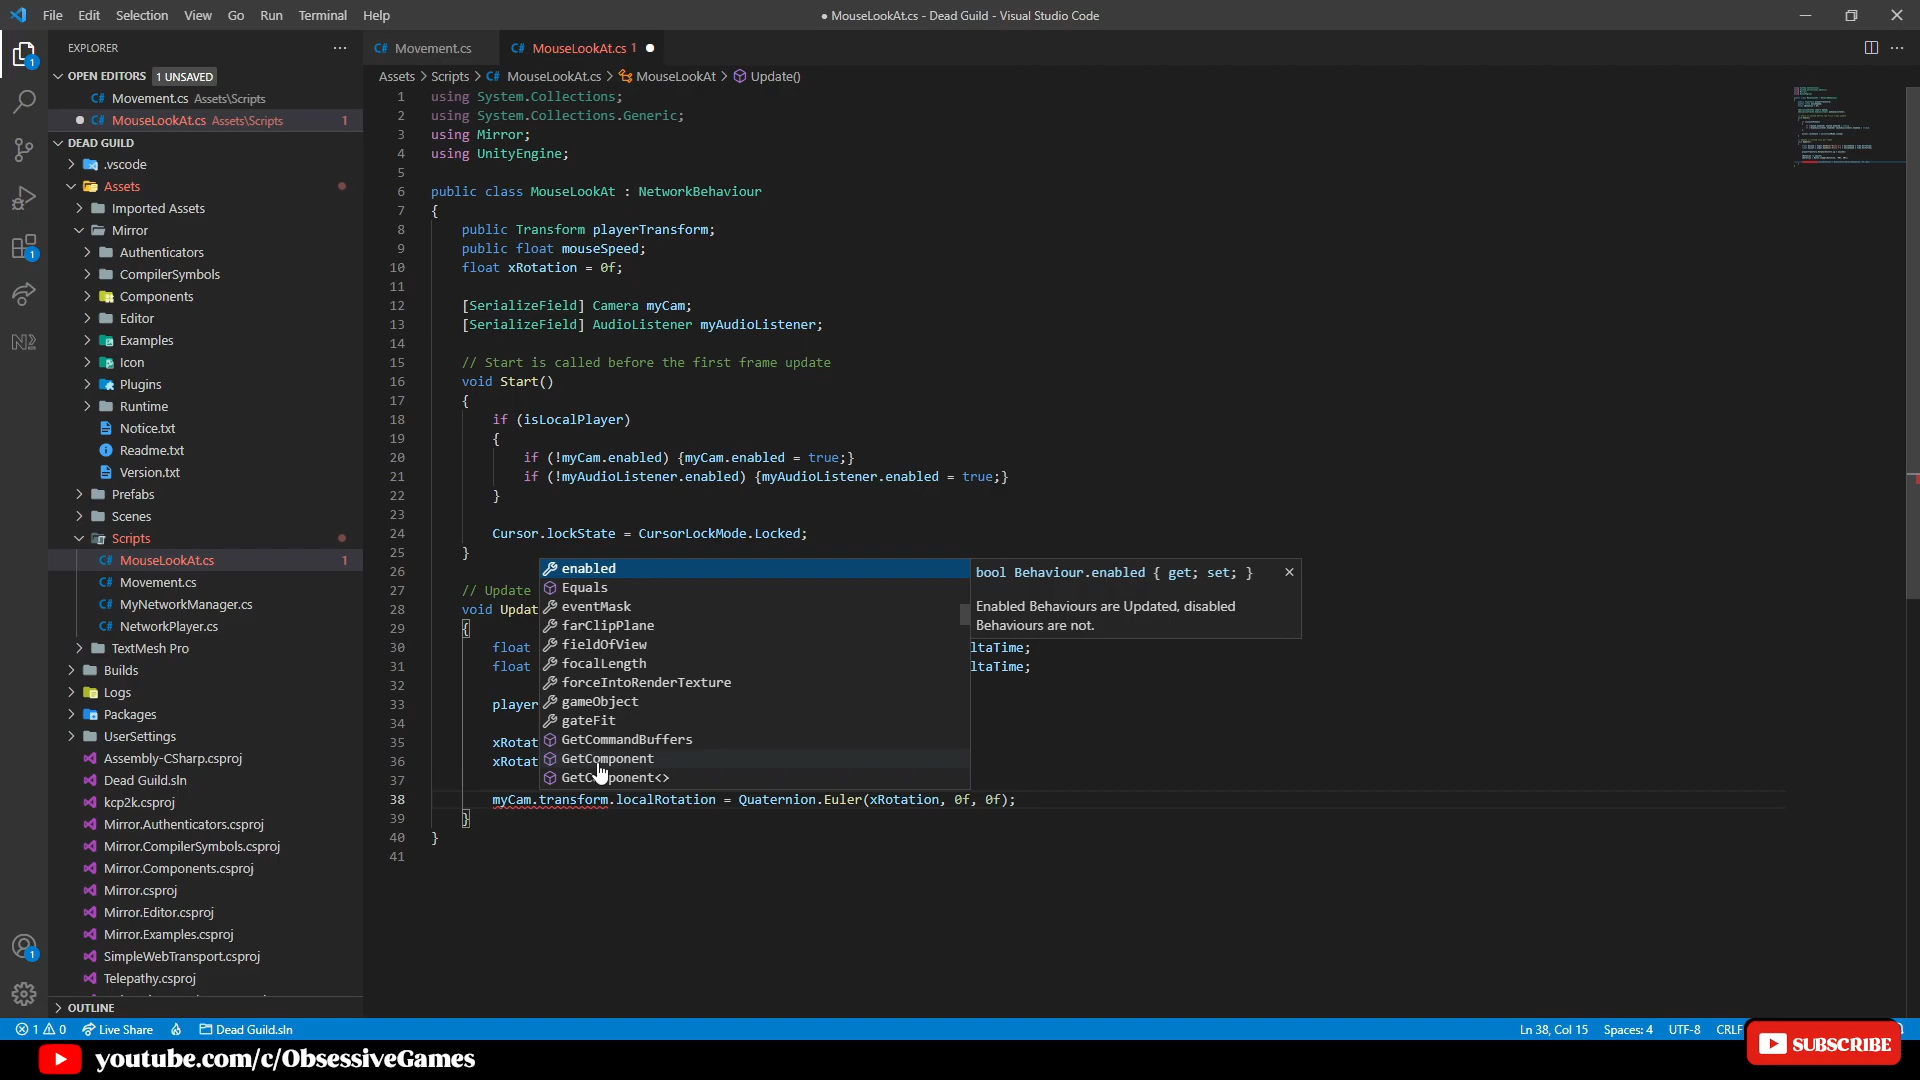 File Edit Selection View Go Run Terminal Help
● MouseLookAt.cs - Dead Guild - Visual Studio Code
EXPLORER
OPEN EDITORS 1 UNSAVED
C# Movement.cs Assets\Scripts
C# MouseLookAt.cs Assets\Scripts 1
DEAD GUILD
.vscode
Assets
Imported Assets
Mirror
Authenticators
CompilerSymbols
Components
Editor
Examples
Icon
Plugins
Runtime
Notice.txt
Readme.txt
Version.txt
Prefabs
Scenes
Scripts
C# MouseLookAt.cs 1
C# Movement.cs
C# MyNetworkManager.cs
C# NetworkPlayer.cs
TextMesh Pro
Builds
Logs
Packages
UserSettings
Assembly-CSharp.csproj
Dead Guild.sln
kcp2k.csproj
Mirror.Authenticators.csproj
Mirror.CompilerSymbols.csproj
Mirror.Components.csproj
Mirror.csproj
Mirror.Editor.csproj
Mirror.Examples.csproj
SimpleWebTransport.csproj
Telepathy.csproj
OUTLINE
C# Movement.cs C# MouseLookAt.cs 1 ●
Assets > Scripts > C# MouseLookAt.cs > MouseLookAt > Update()
1 using System.Collections;
2 using System.Collections.Generic;
3 using Mirror;
4 using UnityEngine;
5
6 public class MouseLookAt : NetworkBehaviour
7 {
8 public Transform playerTransform;
9 public float mouseSpeed;
10 float xRotation = 0f;
11
12 [SerializeField] Camera myCam;
13 [SerializeField] AudioListener myAudioListener;
14
15 // Start is called before the first frame update
16 void Start()
17 {
18 if (isLocalPlayer)
19 {
20 if (!myCam.enabled) {myCam.enabled = true;}
21 if (!myAudioListener.enabled) {myAudioListener.enabled = true;}
22 }
23
24 Cursor.lockState = CursorLockMode.Locked;
25 }
26
27 // Update
28 void Updat
29 {
30 float ltaTime;
31 float ltaTime;
32
33 player
34
35 xRotat
36 xRotat
37
38 myCam.transform.localRotation = Quaternion.Euler(xRotation, 0f, 0f);
39 }
40 }
41
enabled
Equals
eventMask
farClipPlane
fieldOfView
focalLength
forceIntoRenderTexture
gameObject
gateFit
GetCommandBuffers
GetComponent
GetComponent<>
bool Behaviour.enabled { get; set; }
Enabled Behaviours are Updated, disabled
Behaviours are not.
1 0 Live Share Dead Guild.sln
Ln 38, Col 15 Spaces: 4 UTF-8 CRLF
youtube.com/c/ObsessiveGames
SUBSCRIBE